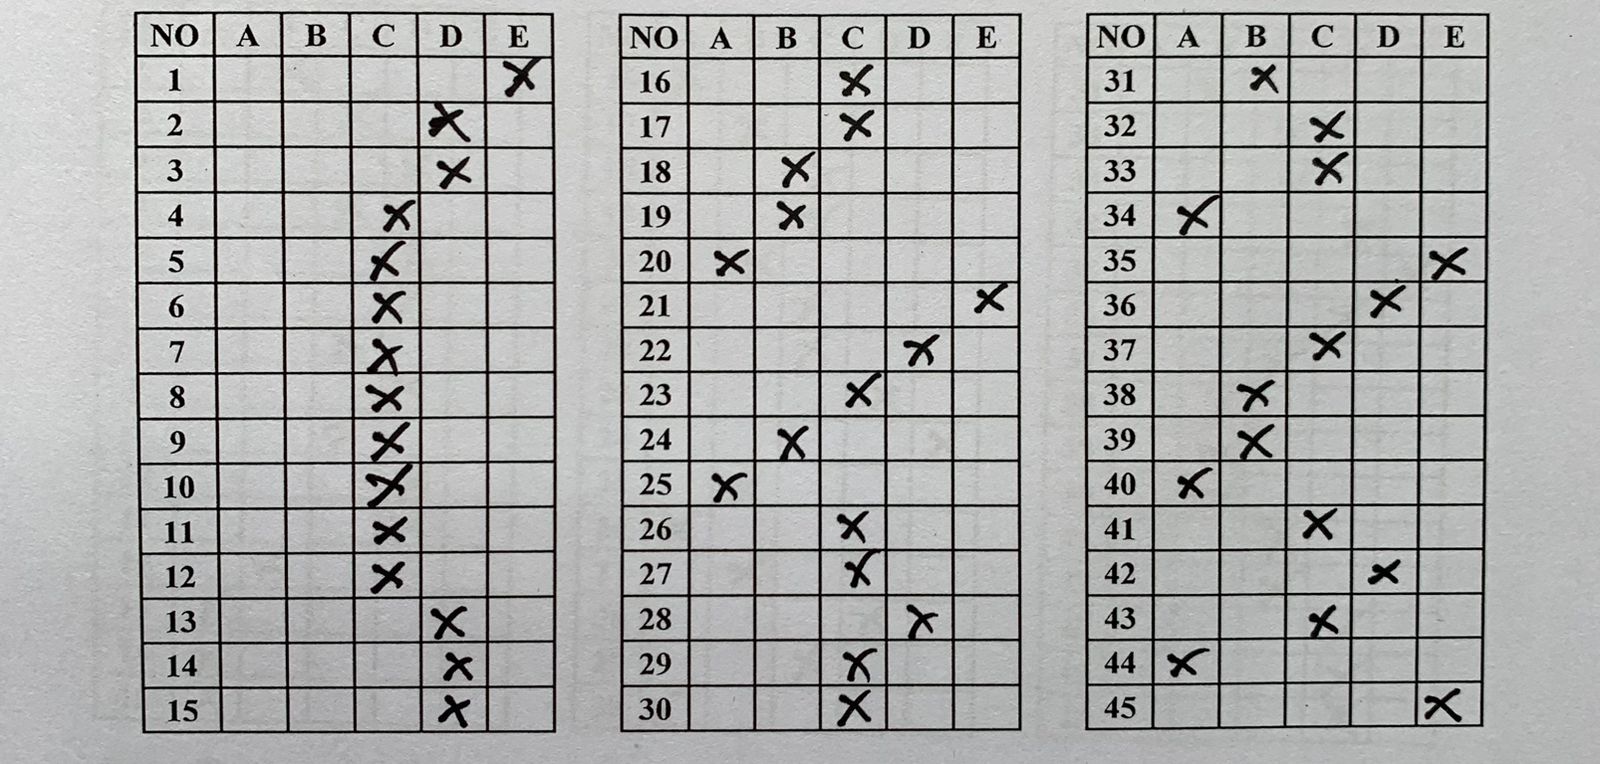 NO A B C D E
1 X
2 X
3 X
4 X
5 X
6 X
7 X
8 X
9 X
10 X
11 X
12 X
13 X
14 X
15 X
NO A B C D E
16 X
17 X
18 X
19 X
20 X
21 X
22 X
23 X
24 X
25 X
26 X
27 X
28 X
29 X
30 X
NO A B C D E
31 X
32 X
33 X
34 X
35 X
36 X
37 X
38 X
39 X
40 X
41 X
42 X
43 X
44 X
45 X